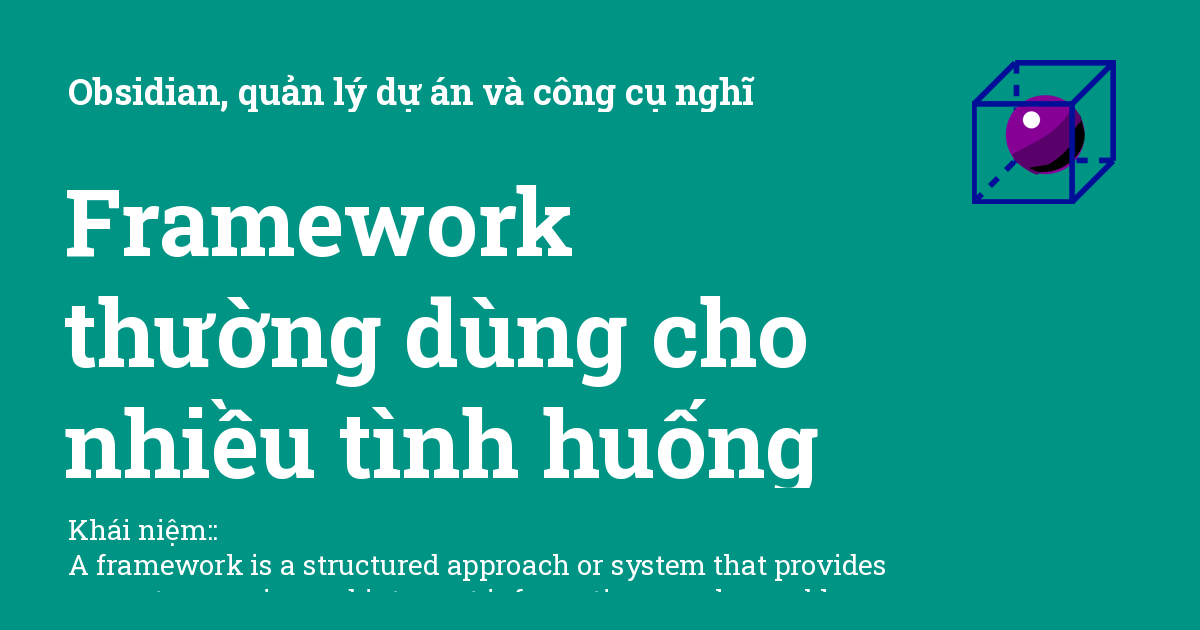 Obsidian, quản lý dự án và công cụ nghĩ
Framework
thường dùng cho
nhiều tình huống
Khái niệm::
A framework is a structured approach or system that provides